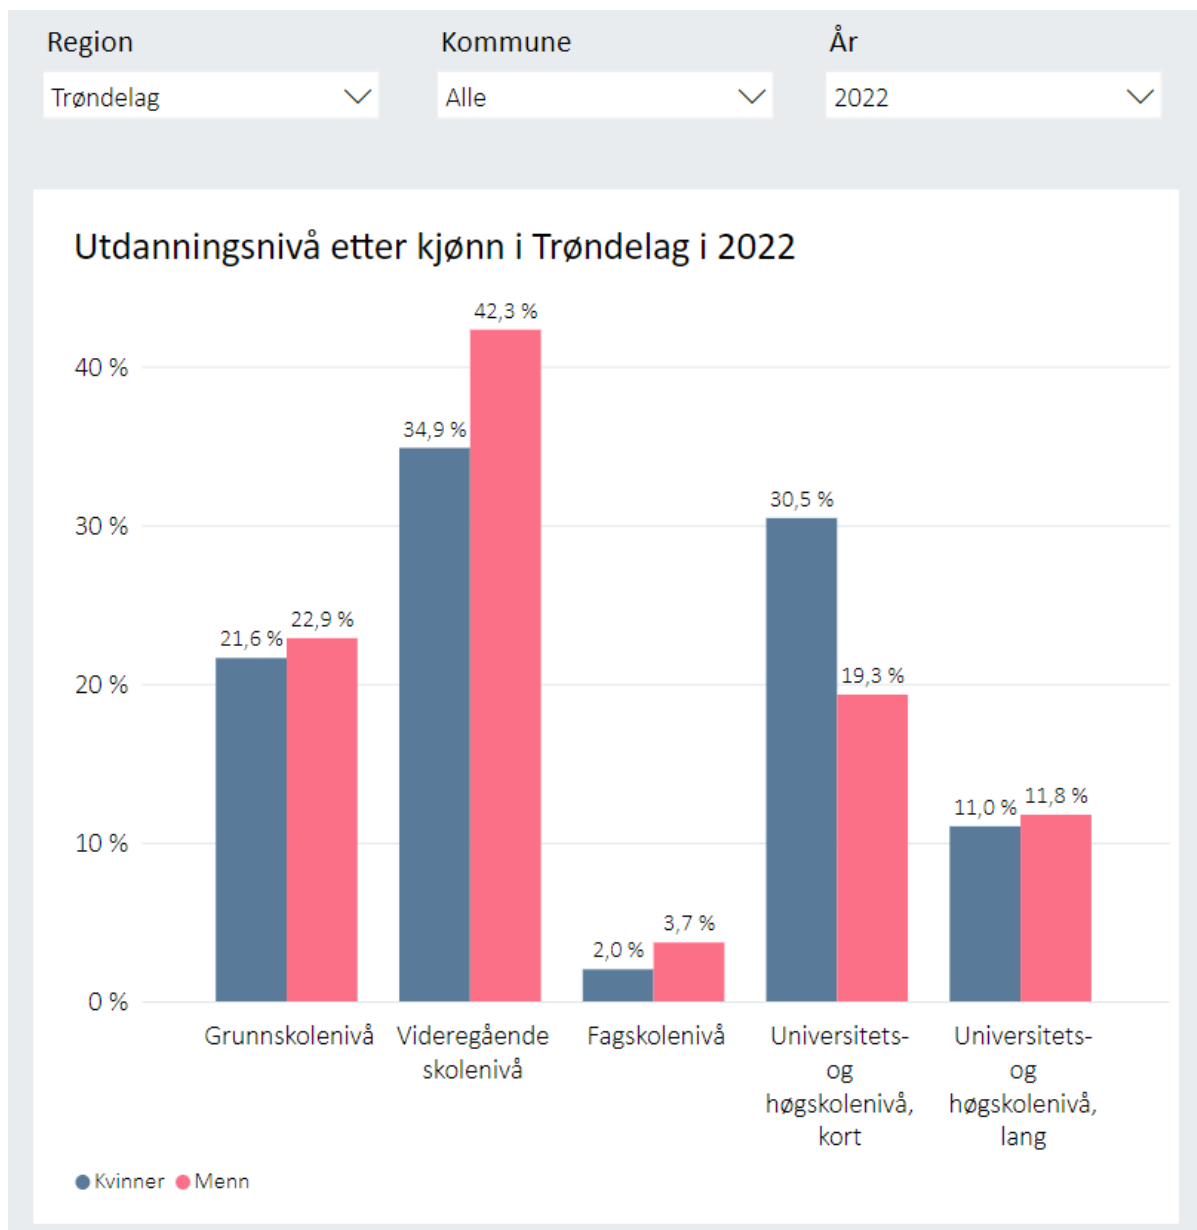 Region Kommune År
Trøndelag Alle 2022
Utdanningsnivå etter kjønn i Trøndelag i 2022
42,3 %
40 %
34,9 %
30,5 %
30 %
22,9 %
21,6 %
19,3 %
20 %
11,8 %
11,0 %
10 %
3,7 %
2,0 %
0 %
Grunnskolenivå Videregående Fagskolenivå Universitets- Universitets-
skolenivå og og
høgskolenivå, høgskolenivå,
kort lang
Kvinner Menn